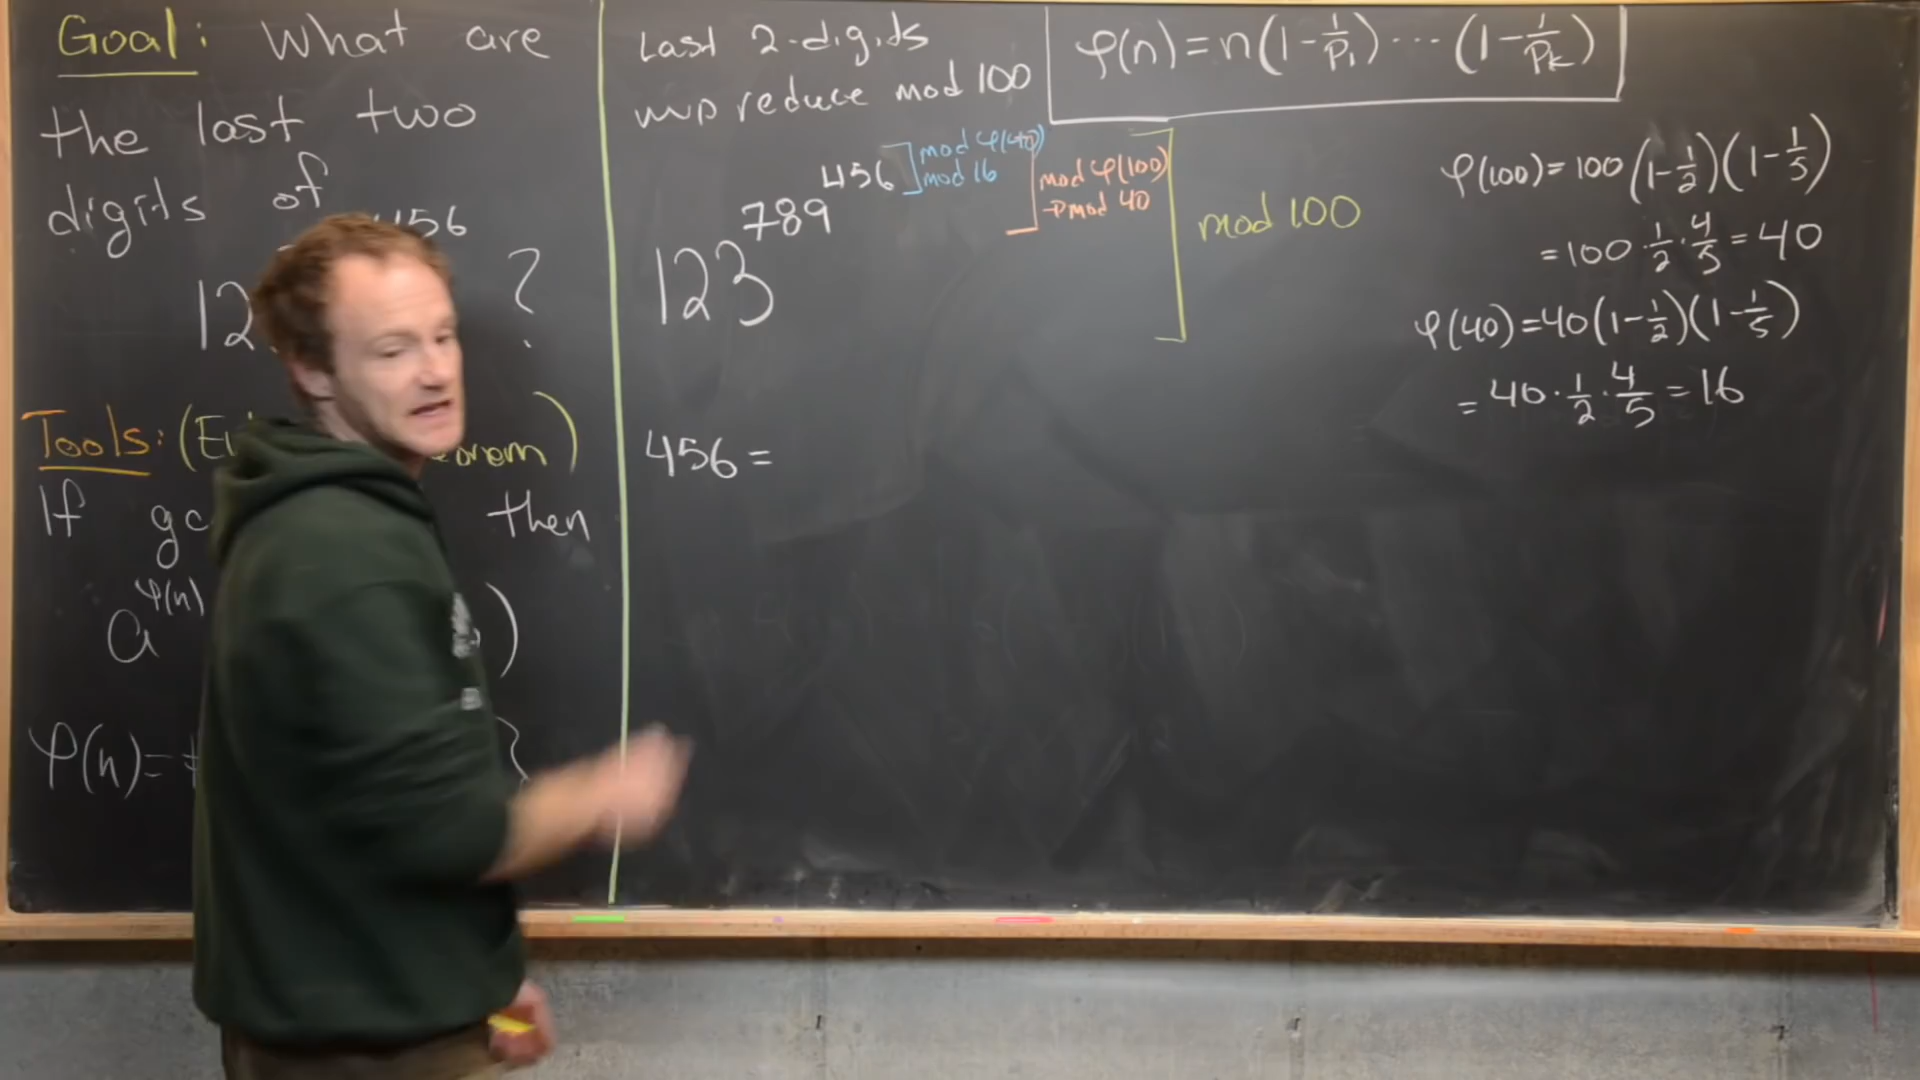 Goal: What are
the last two
digits of
456
12 ?
Tools: (E orem)
If gc then
a^φ(n) )
φ(n)= }
Last 2-digits
reduce mod 100
123^789^456
]mod φ(40)
mod 16
]mod φ(100)
→mod 40
] mod 100
456=
φ(n)=n(1-1/p₁)⋯(1-1/pₖ)
φ(100)=100(1-1/2)(1-1/5)
=100·1/2·4/5=40
φ(40)=40(1-1/2)(1-1/5)
=40·1/2·4/5=16